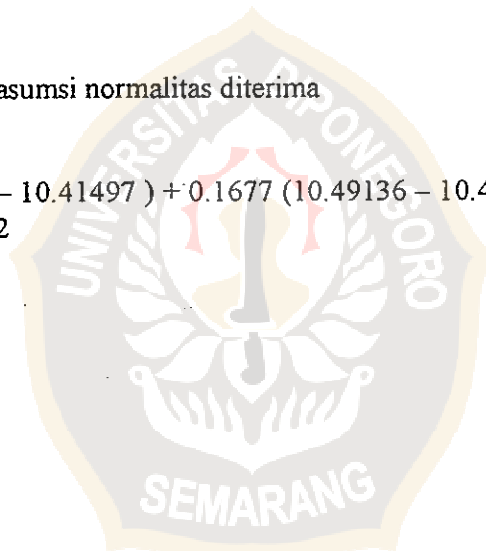 asumsi normalitas diterima
– 10.41497 ) + 0.1677 (10.49136 – 10.4
2
UNIVERSITAS DIPONEGORO
SEMARANG